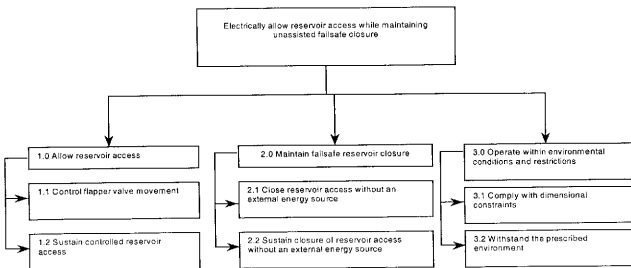 Electrically allow reservoir access while maintaining
unassisted failsafe closure
1.0 Allow reservoir access
1.1 Control flapper valve movement
1.2 Sustain controlled reservoir
access
2.0 Maintain failsafe reservoir closure
2.1 Close reservoir access without an
external energy source
2.2 Sustain closure of reservoir access
without an external energy source
3.0 Operate within environmental
conditions and restrictions
3.1 Comply with dimensional
constraints
3.2 Withstand the prescribed
environment